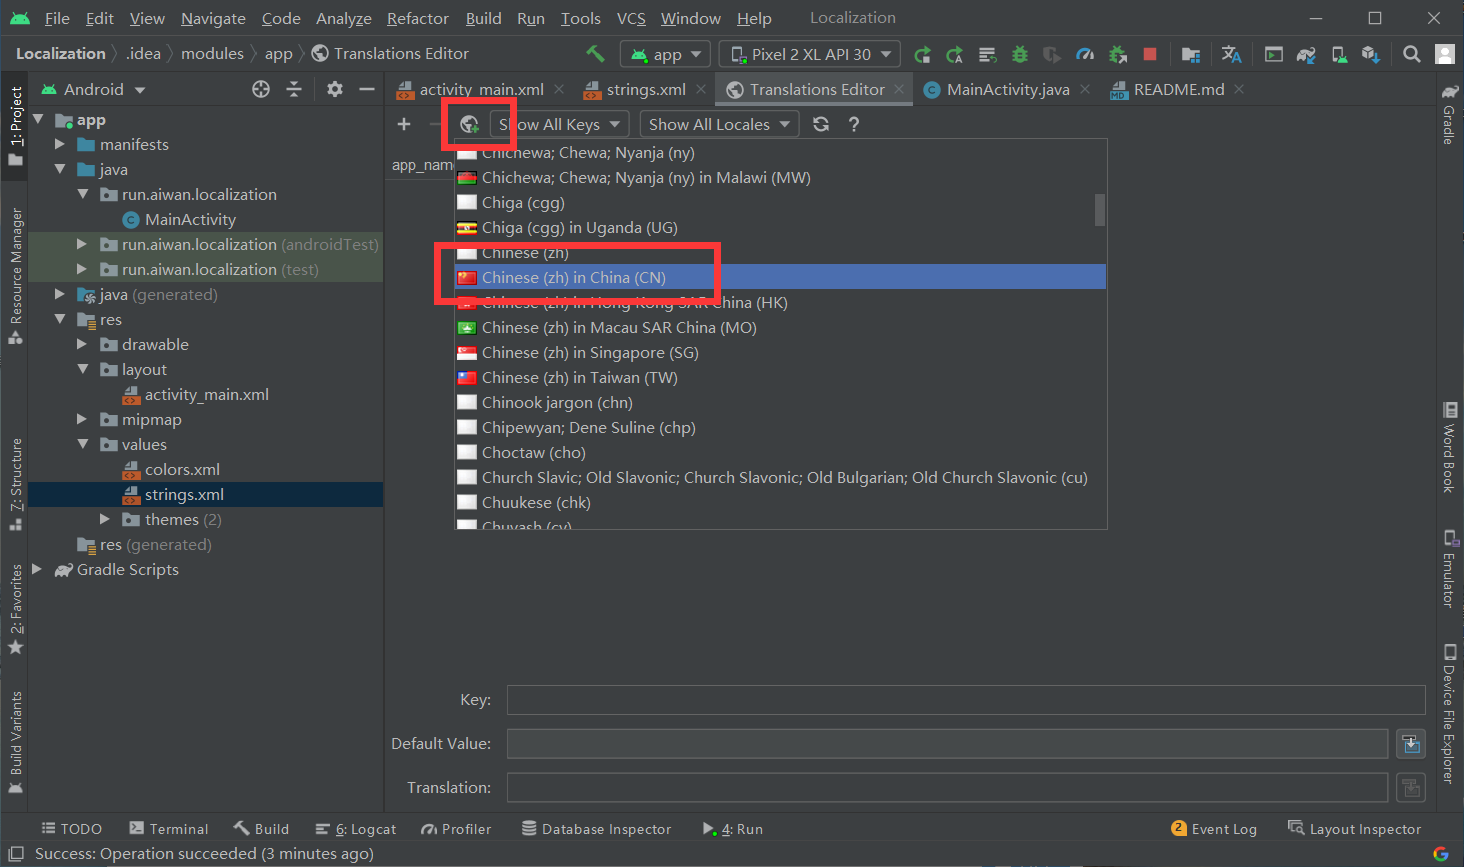 File Edit View Navigate Code Analyze Refactor Build Run Tools VCS Window Help Localization
Localization .idea modules app Translations Editor app Pixel 2 XL API 30
Android activity_main.xml strings.xml Translations Editor MainActivity.java README.md
Show All Keys Show All Locales ?
app_nam
app
manifests
java
run.aiwan.localization
MainActivity
run.aiwan.localization (androidTest)
run.aiwan.localization (test)
java (generated)
res
drawable
layout
activity_main.xml
mipmap
values
colors.xml
strings.xml
themes (2)
res (generated)
Gradle Scripts
Chichewa; Chewa; Nyanja (ny)
Chichewa; Chewa; Nyanja (ny) in Malawi (MW)
Chiga (cgg)
Chiga (cgg) in Uganda (UG)
Chinese (zh)
Chinese (zh) in China (CN)
Chinese (zh) in Hong Kong SAR China (HK)
Chinese (zh) in Macau SAR China (MO)
Chinese (zh) in Singapore (SG)
Chinese (zh) in Taiwan (TW)
Chinook jargon (chn)
Chipewyan; Dene Suline (chp)
Choctaw (cho)
Church Slavic; Old Slavonic; Church Slavonic; Old Bulgarian; Old Church Slavonic (cu)
Chuukese (chk)
Chuvash (cv)
Key:
Default Value:
Translation:
1: Project
Resource Manager
7: Structure
2: Favorites
Build Variants
Gradle
Word Book
Emulator
Device File Explorer
TODO Terminal Build 6: Logcat Profiler Database Inspector 4: Run 2 Event Log Layout Inspector
Success: Operation succeeded (3 minutes ago)